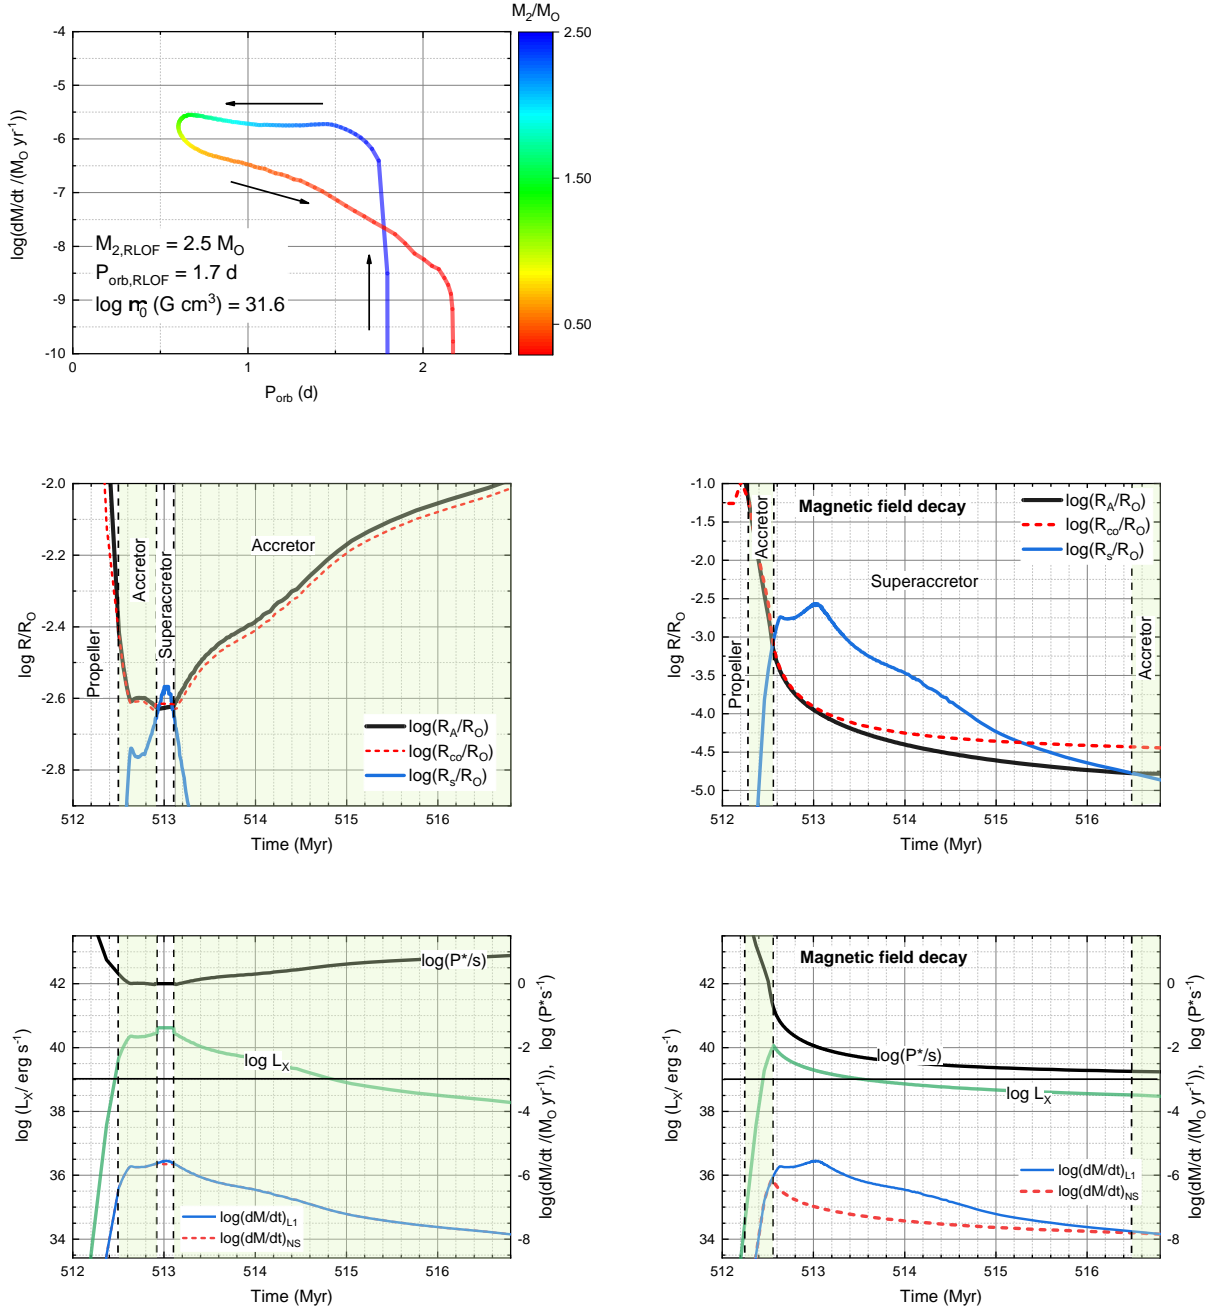 M2/MO
-4
-5
-6
-7
-8
-9
-10
log(dM/dt /(MO yr-1))
0
1
2
Porb (d)
2.50
1.50
0.50
M2,RLOF = 2.5 MO
Porb,RLOF = 1.7 d
log m0 (G cm3) = 31.6
-2.0
-2.2
-2.4
-2.6
-2.8
log R/RO
Propeller
Accretor
Superaccretor
Accretor
log(RA/RO)
log(Rco/RO)
log(Rs/RO)
512
513
514
515
516
Time (Myr)
-1.0
-1.5
-2.0
-2.5
-3.0
-3.5
-4.0
-4.5
-5.0
log R/RO
Magnetic field decay
Propeller
Accretor
Superaccretor
Accretor
log(RA/RO)
log(Rco/RO)
log(Rs/RO)
512
513
514
515
516
Time (Myr)
42
40
38
36
34
log (LX/ erg s-1)
log(P*/s)
log LX
log(dM/dt)L1
log(dM/dt)NS
0
-2
-4
-6
-8
log(dM/dt /(MO yr-1)), log (P*s-1)
512
513
514
515
516
Time (Myr)
42
40
38
36
34
log (LX/ erg s-1)
Magnetic field decay
log(P*/s)
log LX
log(dM/dt)L1
log(dM/dt)NS
0
-2
-4
-6
-8
log(dM/dt /(MO yr-1)), log (P*s-1)
512
513
514
515
516
Time (Myr)